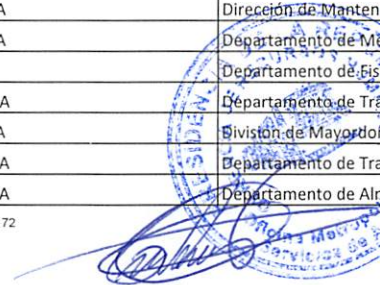 A Dirección de Manten
A Departamento de Me
Departamento de Fis
A Departamento de Tra
A División de Mayordo
A Departamento de Tra
A Departamento de Alm
72